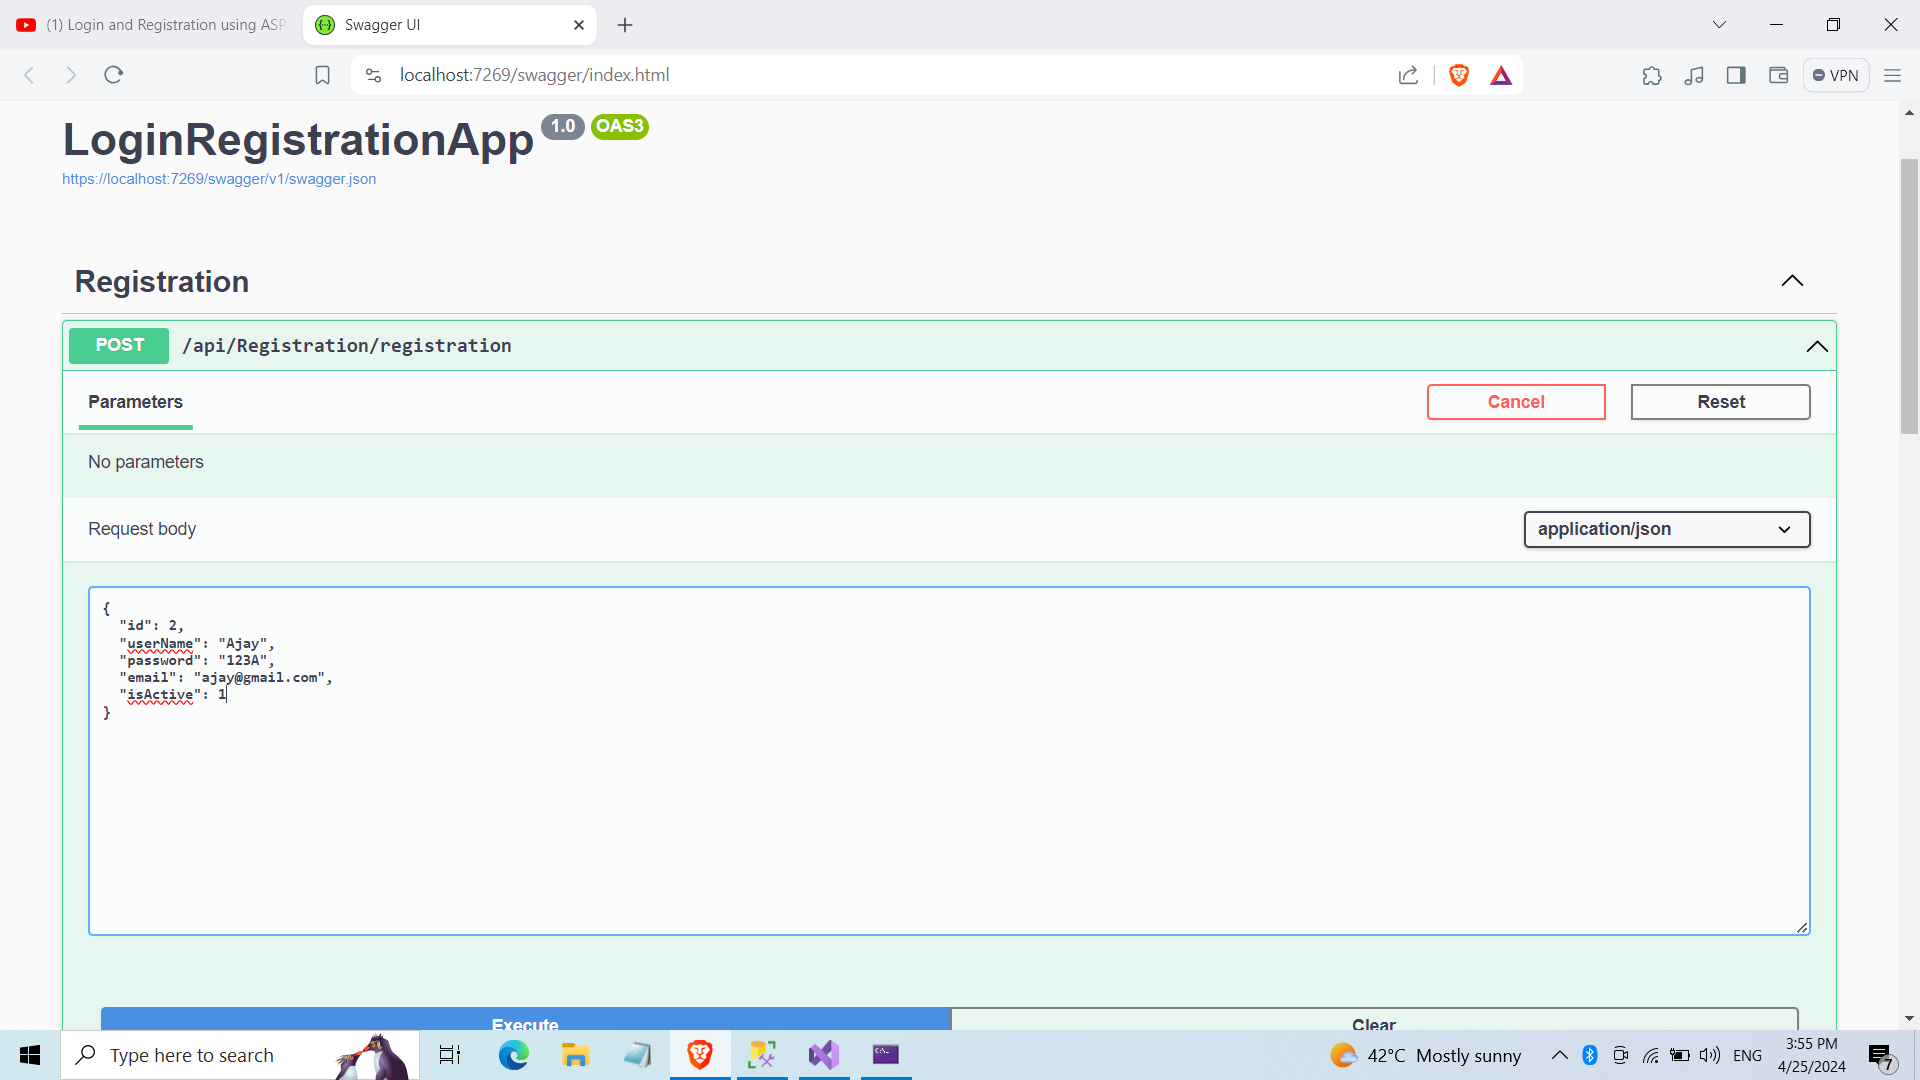 (1) Login and Registration using ASP
Swagger UI
localhost:7269/swagger/index.html
VPN
LoginRegistrationApp 1.0 OAS3
https://localhost:7269/swagger/v1/swagger.json
Registration
POST /api/Registration/registration
Parameters
Cancel
Reset
No parameters
Request body
application/json
{
"id": 2,
"userName": "Ajay",
"password": "123A",
"email": "ajay@gmail.com",
"isActive": 1
}
Execute
Clear
Type here to search
42°C Mostly sunny
ENG
3:55 PM
4/25/2024
7